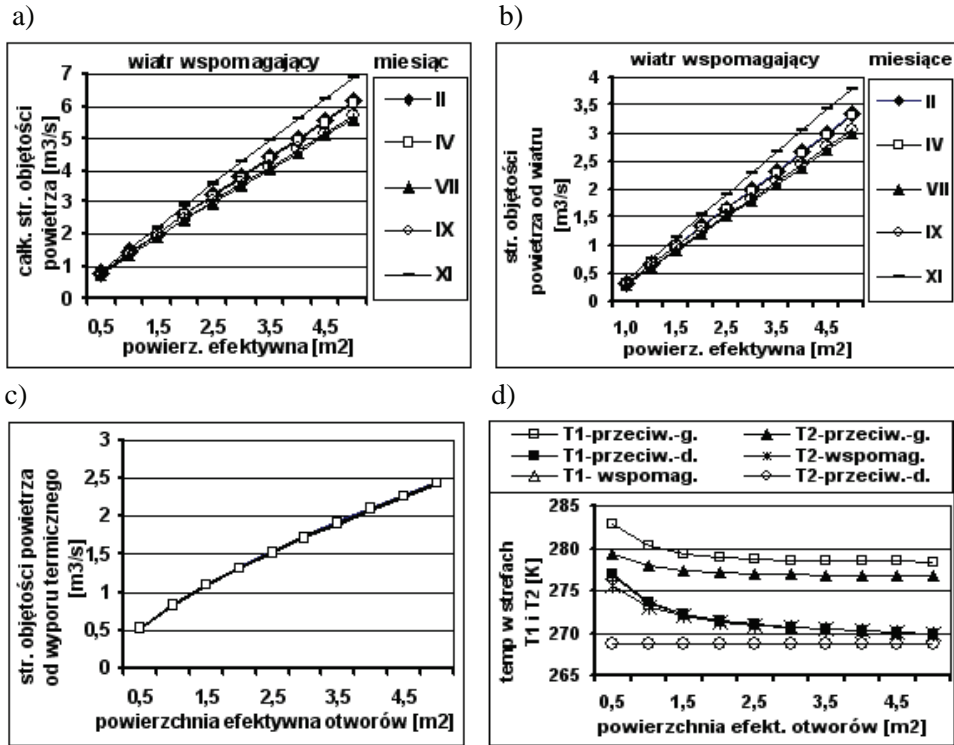 a)
wiatr wspomagający
miesiąc
całk. str. objętości
powietrza [m3/s]
7
6
5
4
3
2
1
0
0,5 1,5 2,5 3,5 4,5
powierz. efektywna [m2]
II
IV
VII
IX
XI
b)
wiatr wspomagający
miesiące
str. objętości
powietrza od wiatru
[m3/s]
4
3,5
3
2,5
2
1,5
1
0,5
0
1,0 1,5 2,5 3,5 4,5
powierz. efektywna [m2]
II
IV
VII
IX
XI
c)
str. objętości powietrza
od wyporu termicznego
[m3/s]
3
2,5
2
1,5
1
0,5
0
0,5 1,5 2,5 3,5 4,5
powierzchnia efektywna otworów [m2]
d)
T1-przeciw.-g.
T2-przeciw.-g.
T1-przeciw.-d.
T2-wspomag.
T1- wspomag.
T2-przeciw.-d.
temp w strefach
T1 i T2 [K]
285
280
275
270
265
0,5 1,5 2,5 3,5 4,5
powierzchnia efekt. otworów [m2]